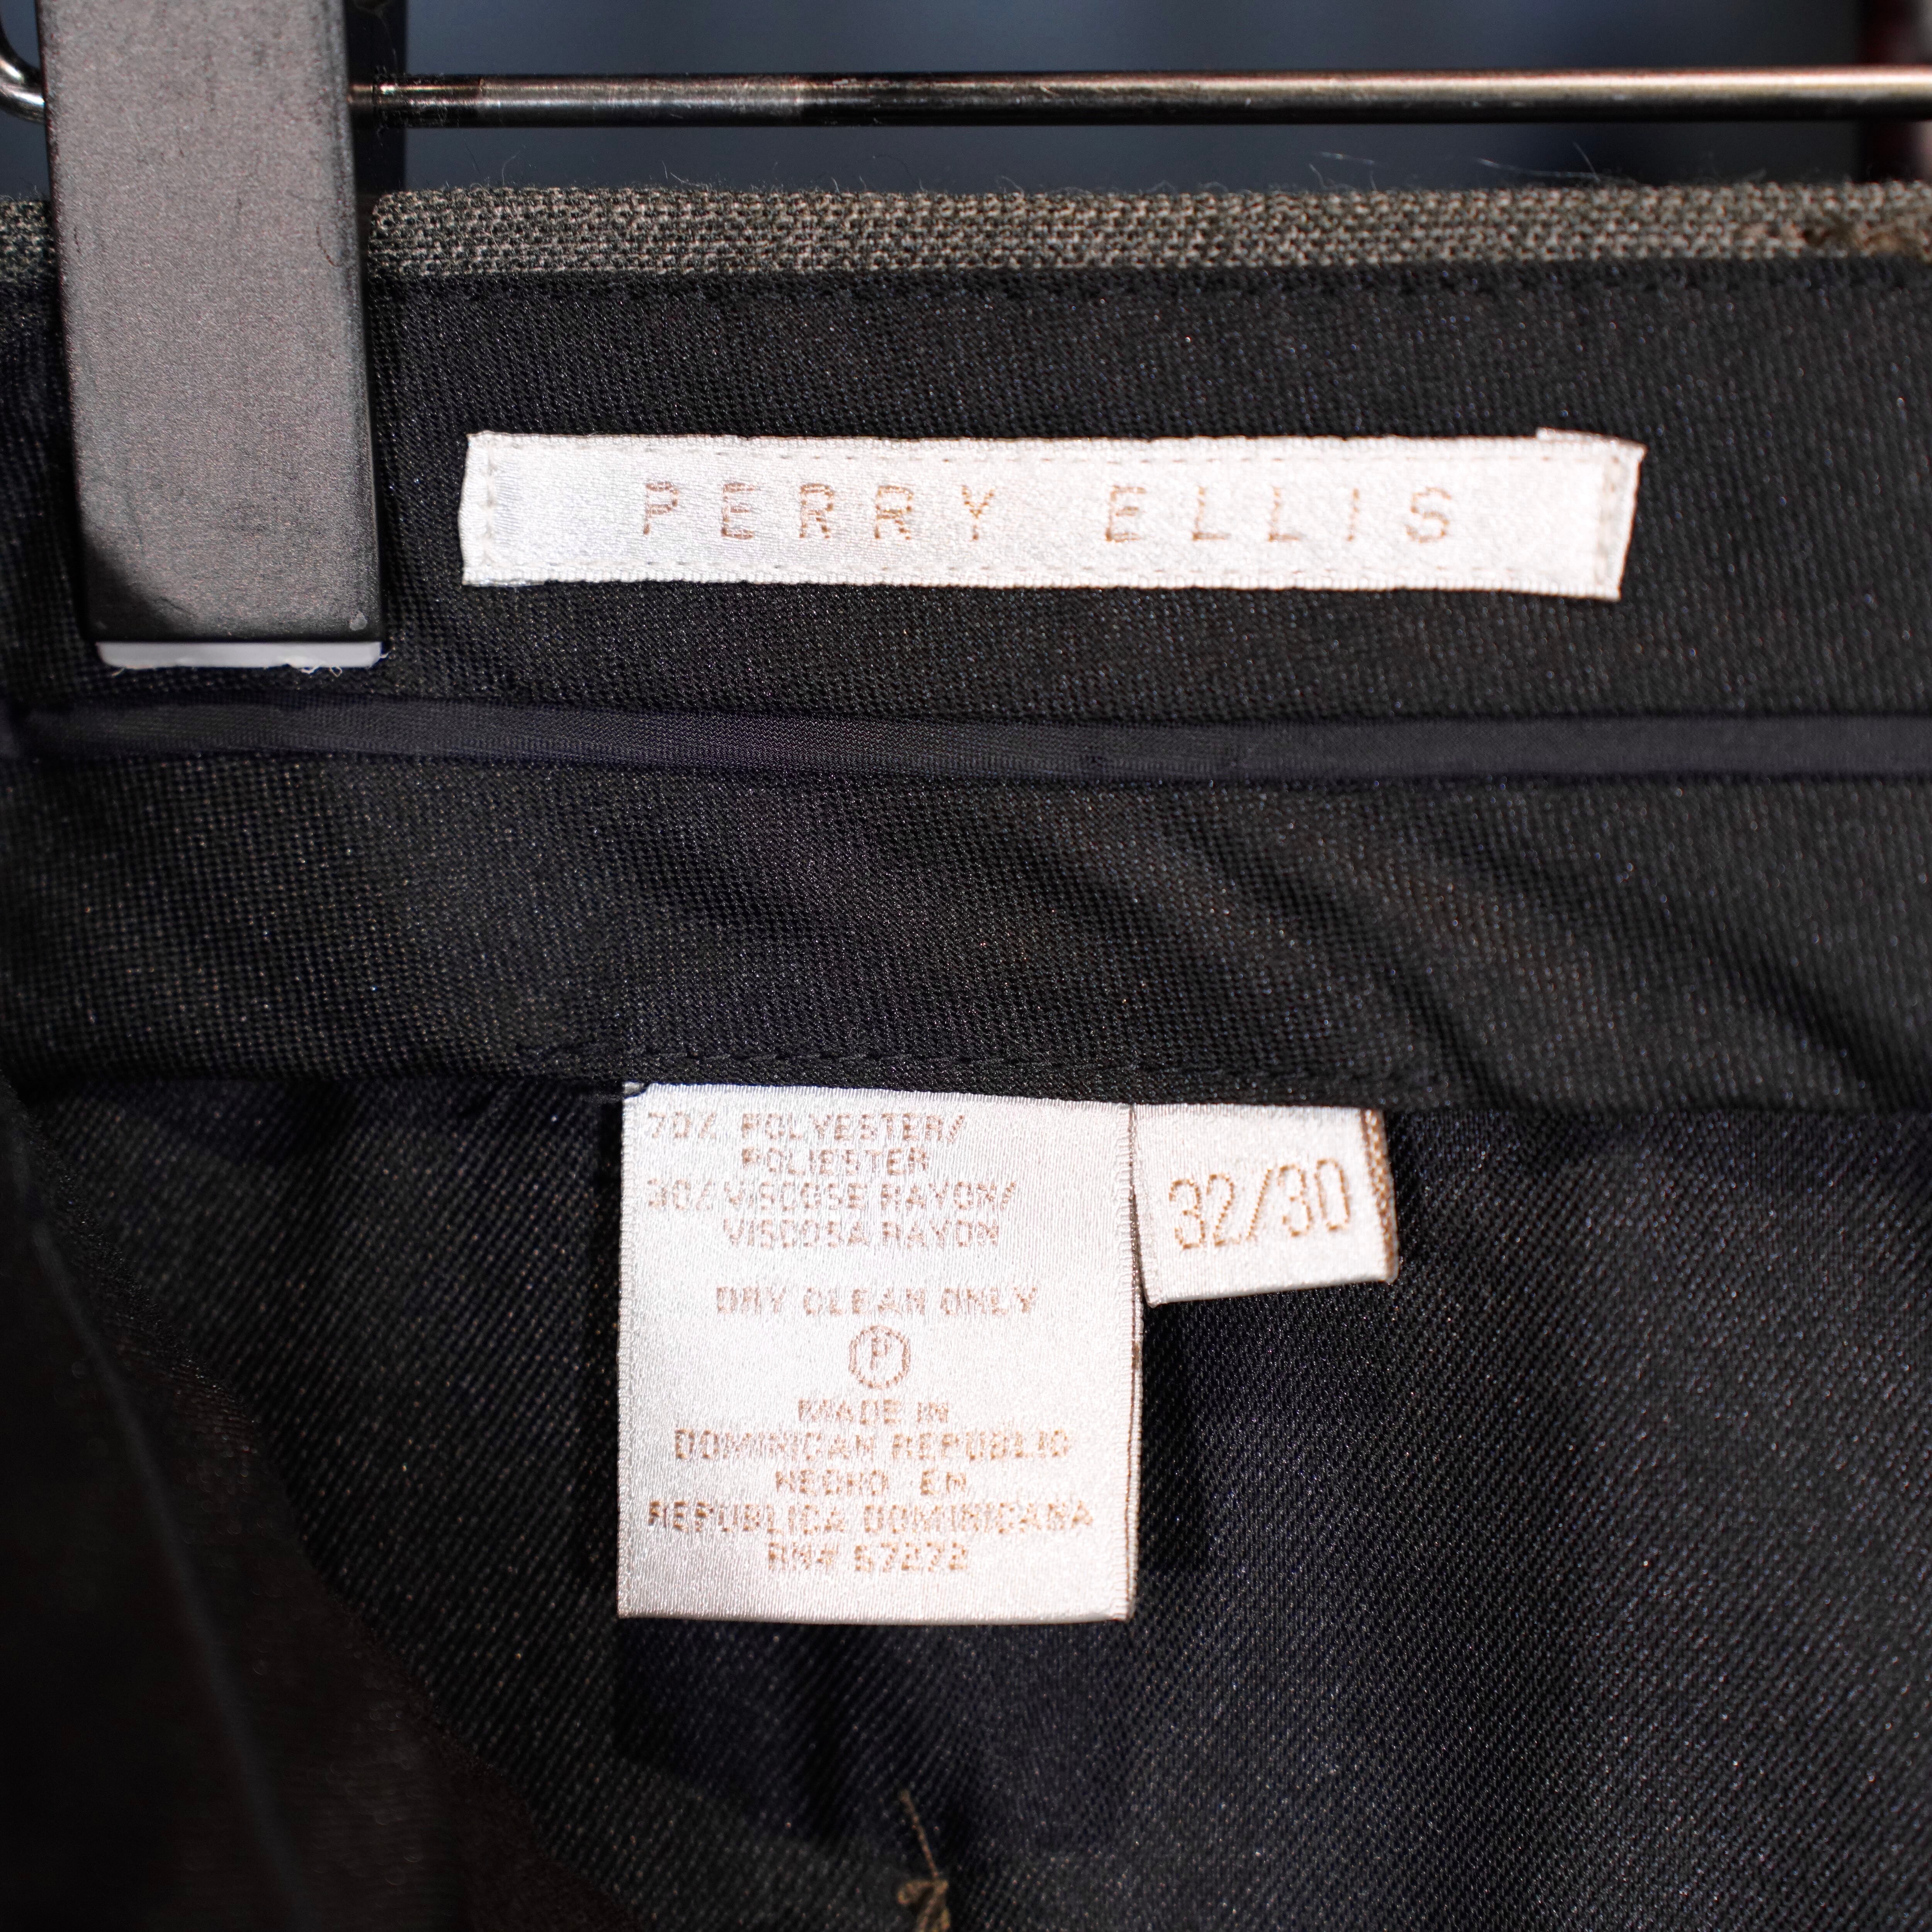 PERRY ELLIS
70% POLYESTER/
POLIESTER
30% VISCOSE RAYON/
VISCOSA RAYON
32/30
DRY CLEAN ONLY
P
MADE IN
DOMINICAN REPUBLIC
HECHO EN
REPUBLICA DOMINICANA
RN# 67272